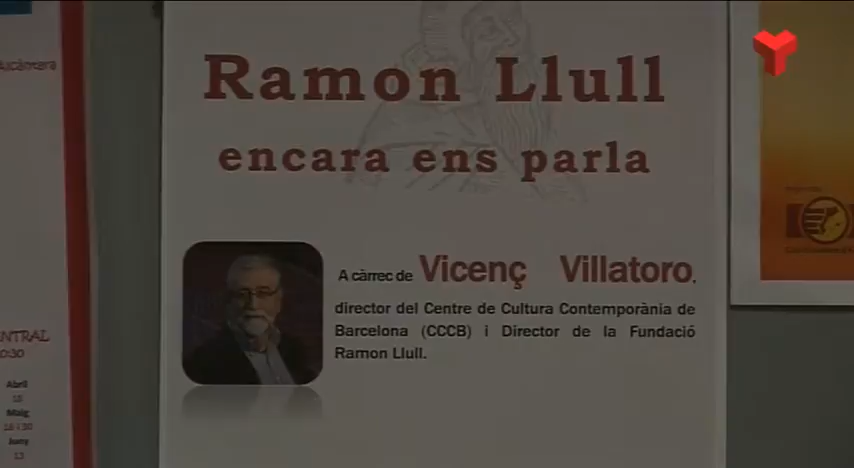 Ramon Llull
encara ens parla
A càrrec de Vicenç Villatoro,
director del Centre de Cultura Contemporània de
Barcelona (CCCB) i Director de la Fundació
Ramon Llull.
Abril
Maig
Juny
13